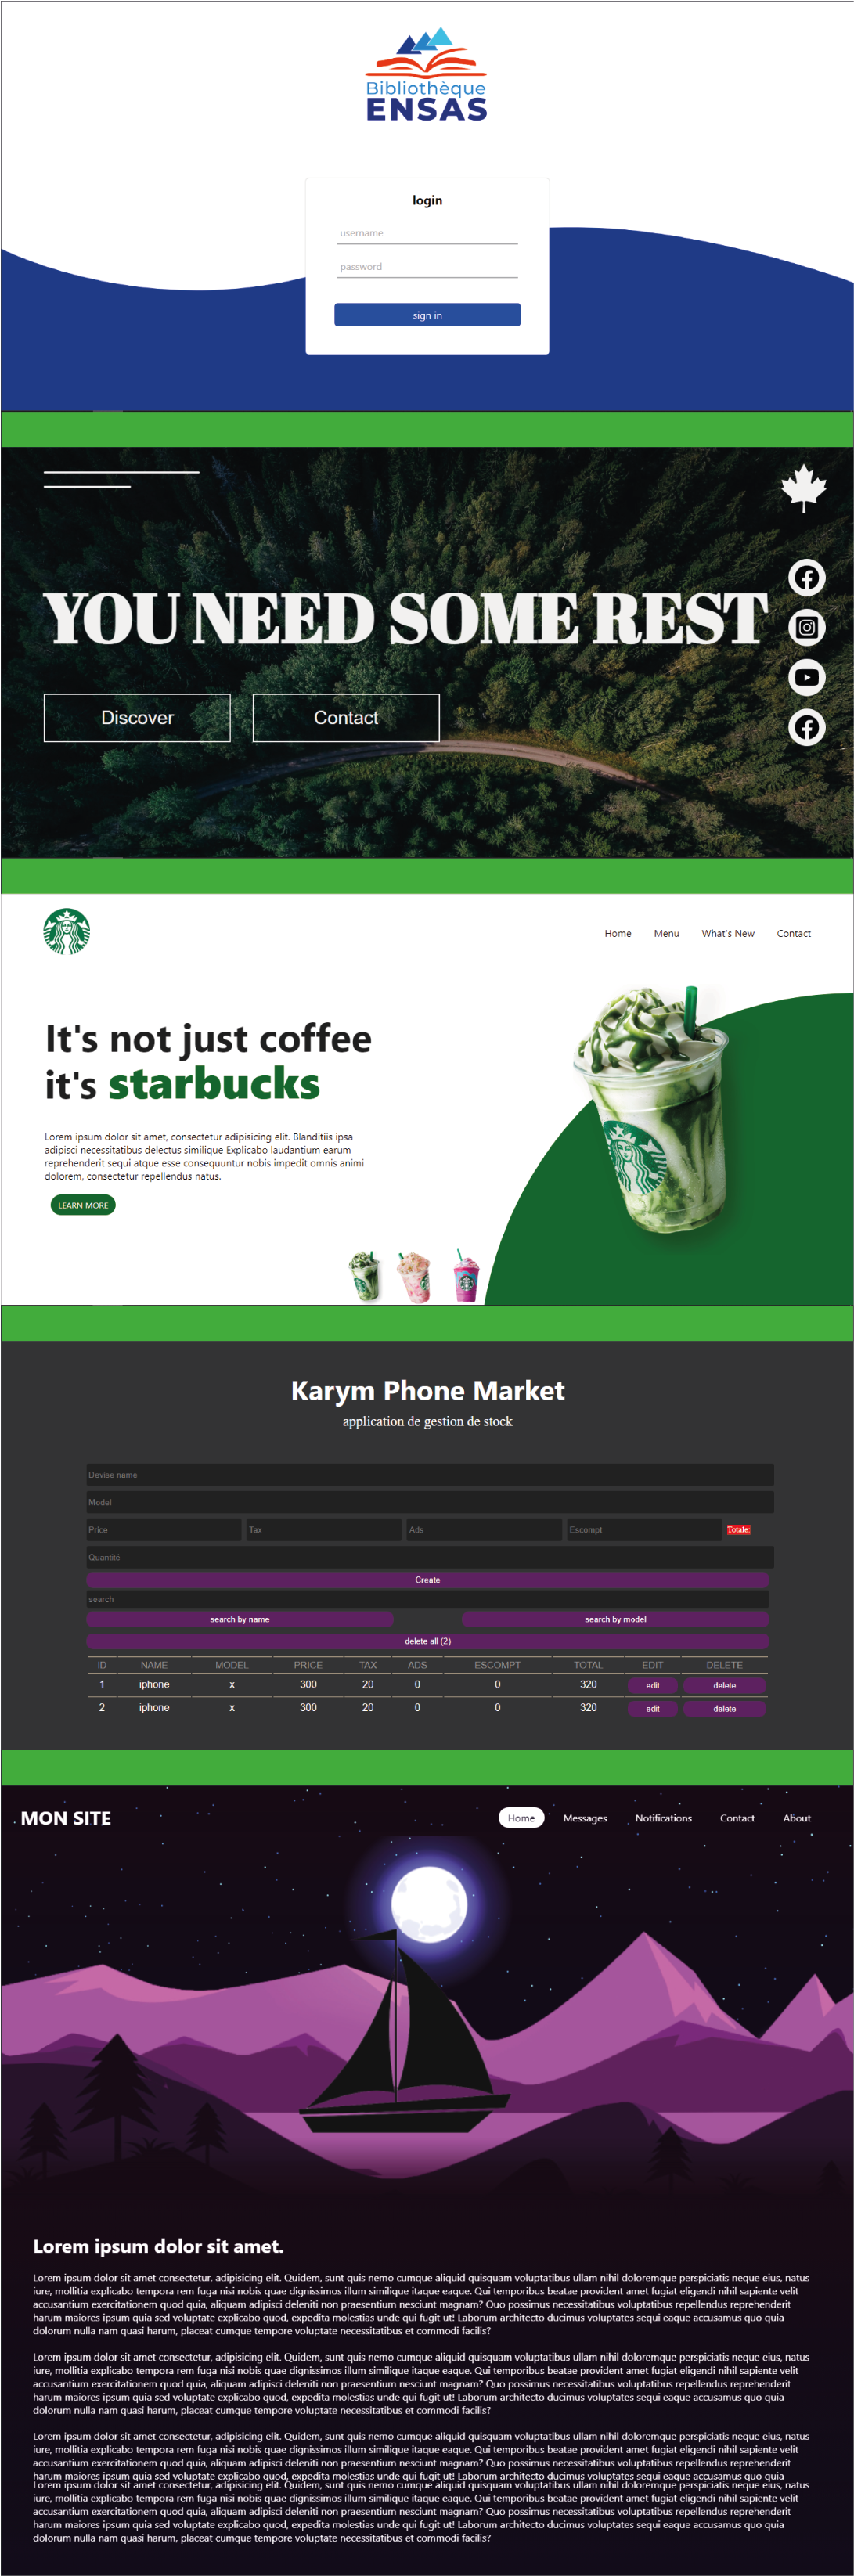 Bibliothèque
ENSAS
login
username
password
sign in
YOU NEED SOME REST
Discover
Contact
Home
Menu
What's New
Contact
It's not just coffee
it's starbucks
Lorem ipsum dolor sit amet, consectetur adipisicing elit. Blanditiis ipsa
adipisci necessitatibus delectus similique Explicabo laudantium earum
reprehenderit sequi atque esse consequuntur nobis impedit omnis animi
dolorem, consectetur repellendus natus.
LEARN MORE
Karym Phone Market
application de gestion de stock
Devise name
Model
Price
Tax
Ads
Escompt
Totale:
Quantité
Create
search
search by name
search by model
delete all (2)
ID NAME MODEL PRICE TAX ADS ESCOMPT TOTAL EDIT DELETE
1 iphone x 300 20 0 0 320 edit delete
2 iphone x 300 20 0 0 320 edit delete
MON SITE
Home
Messages
Notifications
Contact
About
Lorem ipsum dolor sit amet.
Lorem ipsum dolor sit amet consectetur, adipisicing elit. Quidem, sunt quis nemo cumque aliquid quisquam voluptatibus ullam nihil doloremque perspiciatis neque eius, natus
iure, mollitia explicabo tempora rem fuga nisi nobis quae dignissimos illum similique itaque eaque. Qui temporibus beatae provident amet fugiat eligendi nihil sapiente velit
accusantium exercitationem quod quia, aliquam adipisci deleniti non praesentium nesciunt magnam? Quo possimus necessitatibus voluptatibus repellendus reprehenderit
harum maiores ipsum quia sed voluptate explicabo quod, expedita molestias unde qui fugit ut! Laborum architecto ducimus voluptates sequi eaque accusamus quo quia
dolorum nulla nam quasi harum, placeat cumque tempore voluptate necessitatibus et commodi facilis?
Lorem ipsum dolor sit amet consectetur, adipisicing elit. Quidem, sunt quis nemo cumque aliquid quisquam voluptatibus ullam nihil doloremque perspiciatis neque eius, natus
iure, mollitia explicabo tempora rem fuga nisi nobis quae dignissimos illum similique itaque eaque. Qui temporibus beatae provident amet fugiat eligendi nihil sapiente velit
accusantium exercitationem quod quia, aliquam adipisci deleniti non praesentium nesciunt magnam? Quo possimus necessitatibus voluptatibus repellendus reprehenderit
harum maiores ipsum quia sed voluptate explicabo quod, expedita molestias unde qui fugit ut! Laborum architecto ducimus voluptates sequi eaque accusamus quo quia
dolorum nulla nam quasi harum, placeat cumque tempore voluptate necessitatibus et commodi facilis?
Lorem ipsum dolor sit amet consectetur, adipisicing elit. Quidem, sunt quis nemo cumque aliquid quisquam voluptatibus ullam nihil doloremque perspiciatis neque eius, natus
iure, mollitia explicabo tempora rem fuga nisi nobis quae dignissimos illum similique itaque eaque. Qui temporibus beatae provident amet fugiat eligendi nihil sapiente velit
accusantium exercitationem quod quia, aliquam adipisci deleniti non praesentium nesciunt magnam? Quo possimus necessitatibus voluptatibus repellendus reprehenderit
harum maiores ipsum quia sed voluptate explicabo quod, expedita molestias unde qui fugit ut! Laborum architecto ducimus voluptates sequi eaque accusamus quo quia
Lorem ipsum dolor sit amet consectetur, adipisicing elit. Quidem, sunt quis nemo cumque aliquid quisquam voluptatibus ullam nihil doloremque perspiciatis neque eius, natus
iure, mollitia explicabo tempora rem fuga nisi nobis quae dignissimos illum similique itaque eaque. Qui temporibus beatae provident amet fugiat eligendi nihil sapiente velit
accusantium exercitationem quod quia, aliquam adipisci deleniti non praesentium nesciunt magnam? Quo possimus necessitatibus voluptatibus repellendus reprehenderit
harum maiores ipsum quia sed voluptate explicabo quod, expedita molestias unde qui fugit ut! Laborum architecto ducimus voluptates sequi eaque accusamus quo quia
dolorum nulla nam quasi harum, placeat cumque tempore voluptate necessitatibus et commodi facilis?